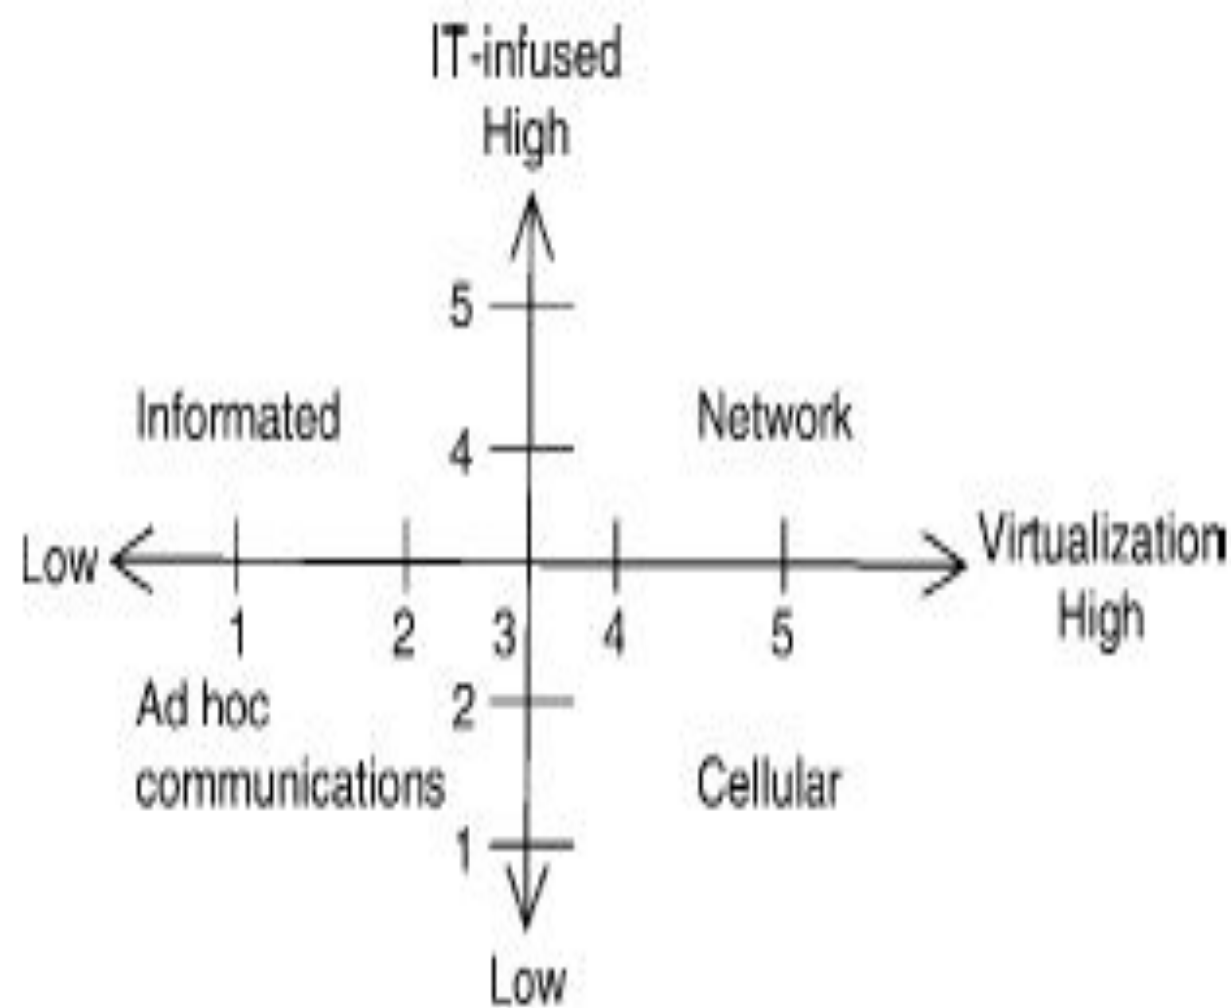 IT-infused
High
5
Informated
Network
4
Low
Virtualization
High
1 2 3 4 5
Ad hoc
communications
2
Cellular
1
Low